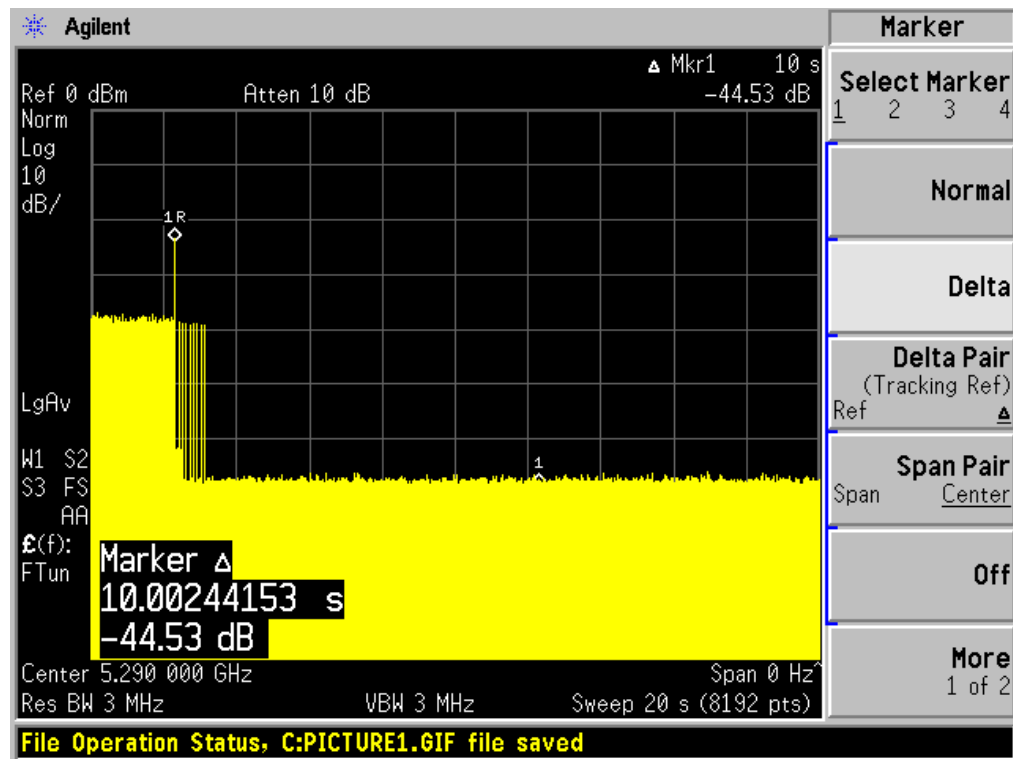 Agilent
Marker
Δ Mkr1 10 s
Ref 0 dBm Atten 10 dB -44.53 dB
Norm
Log
10
dB/
1R
LgAv
1
W1 S2
S3 FS
AA
£(f):
FTun
Marker Δ
10.00244153 s
-44.53 dB
Center 5.290 000 GHz Span 0 Hz^
Res BW 3 MHz VBW 3 MHz Sweep 20 s (8192 pts)
File Operation Status, C:PICTURE1.GIF file saved
Select Marker
1 2 3 4
Normal
Delta
Delta Pair
(Tracking Ref)
Ref Δ
Span Pair
Span Center
Off
More
1 of 2